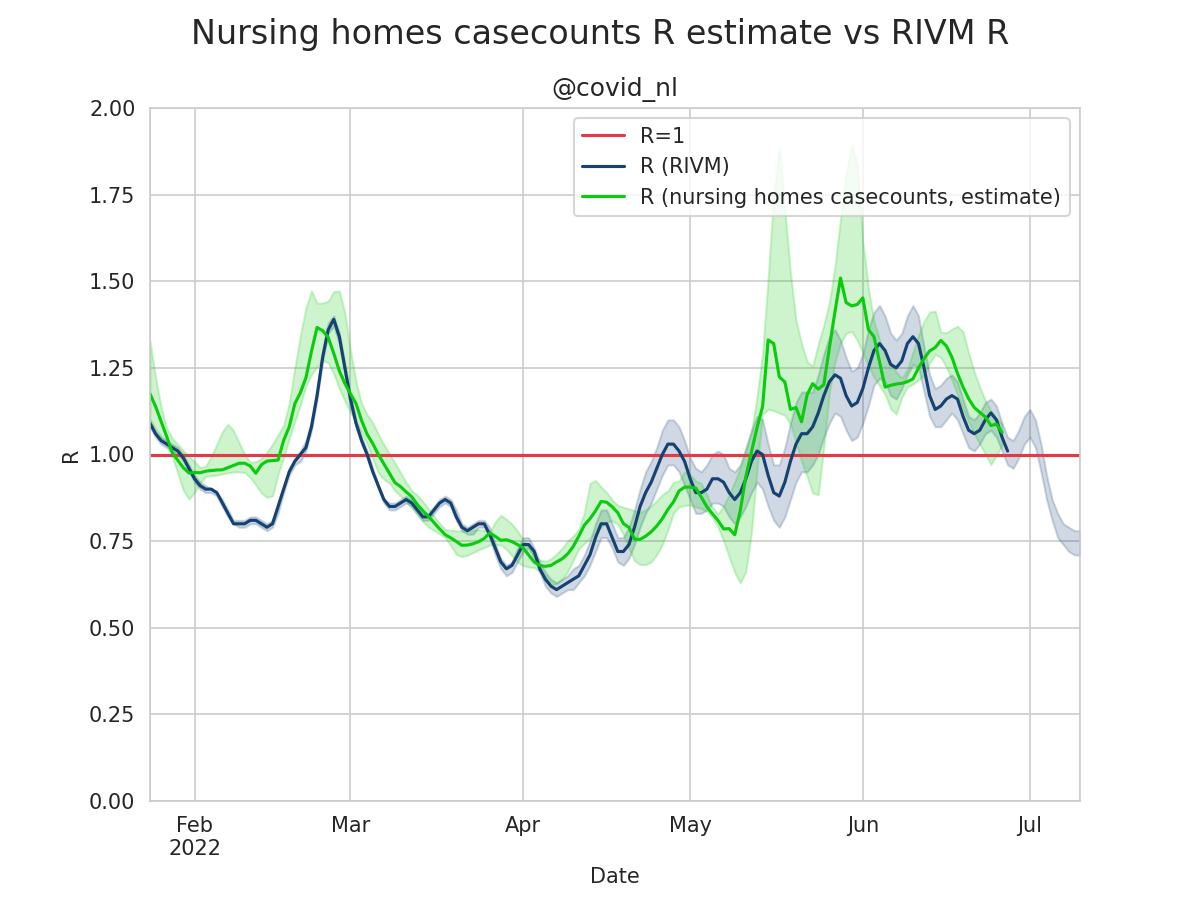 Nursing homes casecounts R estimate vs RIVM R
@covid_nl
R=1
R (RIVM)
R (nursing homes casecounts, estimate)
2.00
1.75
1.50
1.25
1.00
0.75
0.50
0.25
0.00
R
Feb Mar Apr May Jun Jul
2022
Date